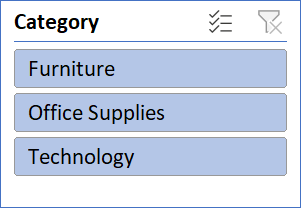 Category
Furniture
Office Supplies
Technology